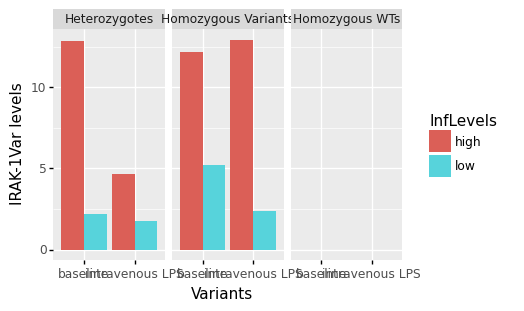 Heterozygotes
Homozygous Variants
Homozygous WTs
IRAK-1Var levels
10
5
0
baseline
intravenous LPS
baseline
intravenous LPS
baseline
intravenous LPS
Variants
InfLevels
high
low